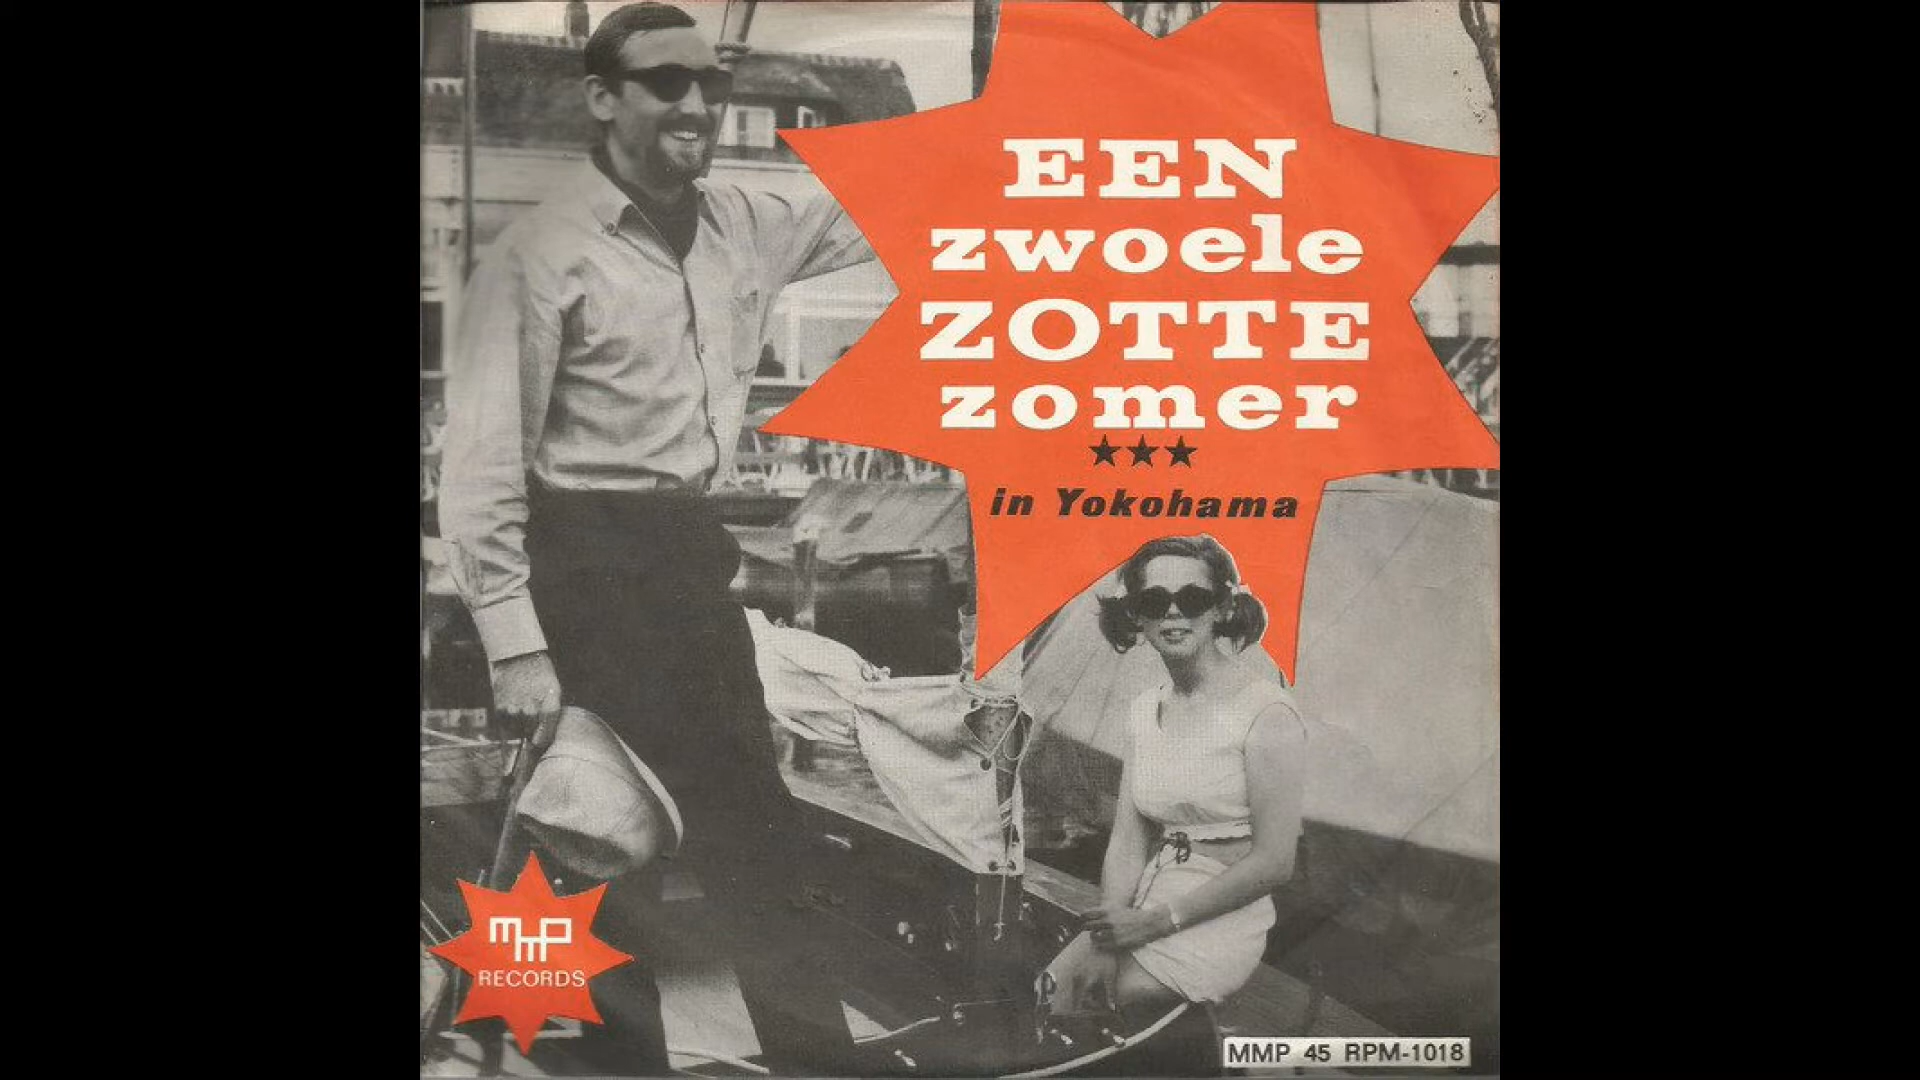 EEN
zwoele
ZOTTE
zomer
★★★
in Yokohama
mmp
RECORDS
MMP 45 RPM-1018